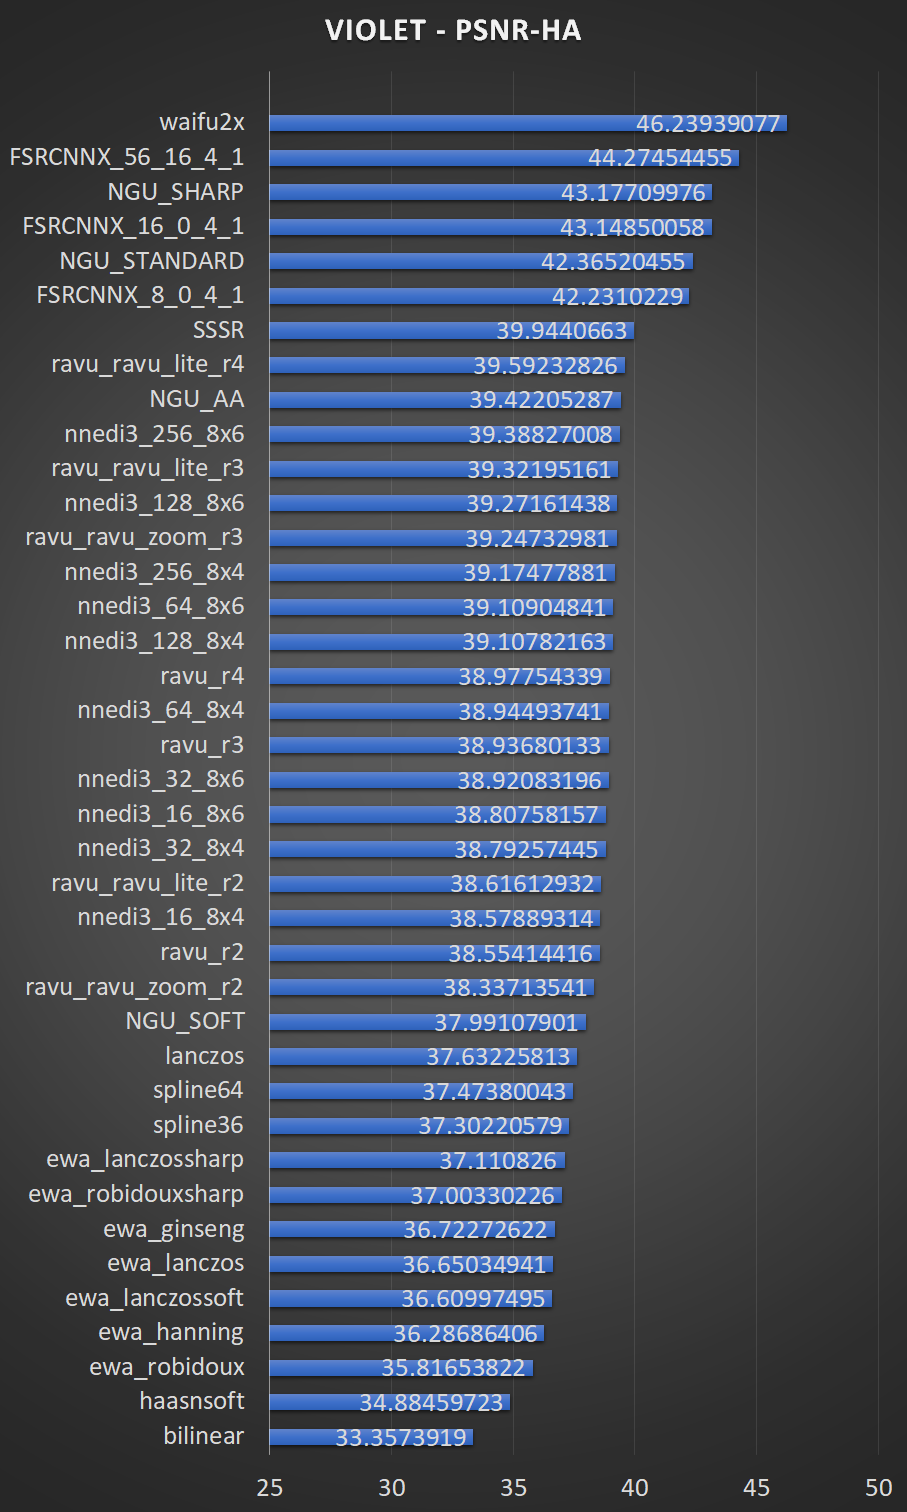 VIOLET - PSNR-HA
waifu2x 46.23939077
FSRCNNX_56_16_4_1 44.27454455
NGU_SHARP 43.17709976
FSRCNNX_16_0_4_1 43.14850058
NGU_STANDARD 42.36520455
FSRCNNX_8_0_4_1 42.2310229
SSSR 39.9440663
ravu_ravu_lite_r4 39.59232826
NGU_AA 39.42205287
nnedi3_256_8x6 39.38827008
ravu_ravu_lite_r3 39.32195161
nnedi3_128_8x6 39.27161438
ravu_ravu_zoom_r3 39.24732981
nnedi3_256_8x4 39.17477881
nnedi3_64_8x6 39.10904841
nnedi3_128_8x4 39.10782163
ravu_r4 38.97754339
nnedi3_64_8x4 38.94493741
ravu_r3 38.93680133
nnedi3_32_8x6 38.92083196
nnedi3_16_8x6 38.80758157
nnedi3_32_8x4 38.79257445
ravu_ravu_lite_r2 38.61612932
nnedi3_16_8x4 38.57889314
ravu_r2 38.55414416
ravu_ravu_zoom_r2 38.33713541
NGU_SOFT 37.99107901
lanczos 37.63225813
spline64 37.47380043
spline36 37.30220579
ewa_lanczossharp 37.110826
ewa_robidouxsharp 37.00330226
ewa_ginseng 36.72272622
ewa_lanczos 36.65034941
ewa_lanczossoft 36.60997495
ewa_hanning 36.28686406
ewa_robidoux 35.81653822
haasnsoft 34.88459723
bilinear 33.3573919
25 30 35 40 45 50